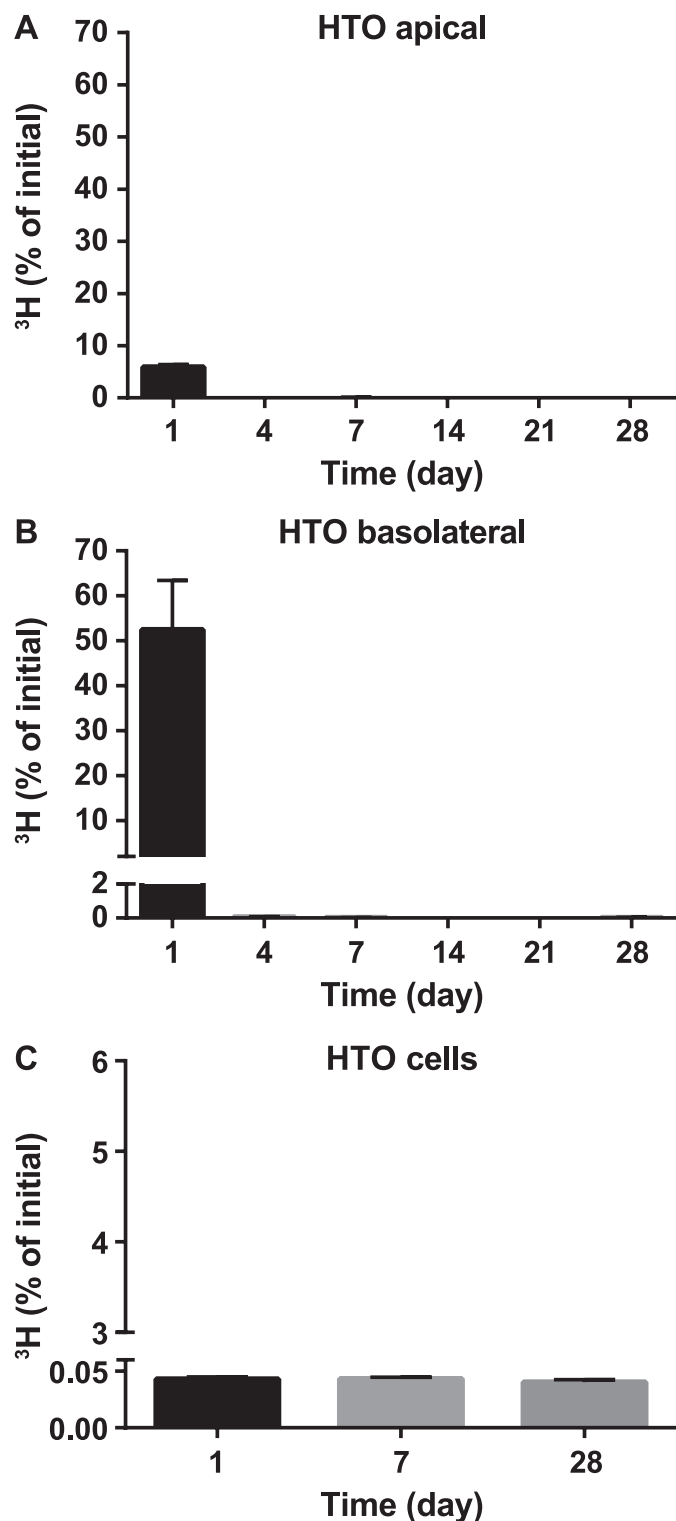 A HTO apical
³H (% of initial)
70
60
50
40
30
20
10
0
1 4 7 14 21 28
Time (day)
B HTO basolateral
³H (% of initial)
70
60
50
40
30
20
10
2
0
1 4 7 14 21 28
Time (day)
C HTO cells
³H (% of initial)
6
5
4
3
0.05
0.00
1 7 28
Time (day)